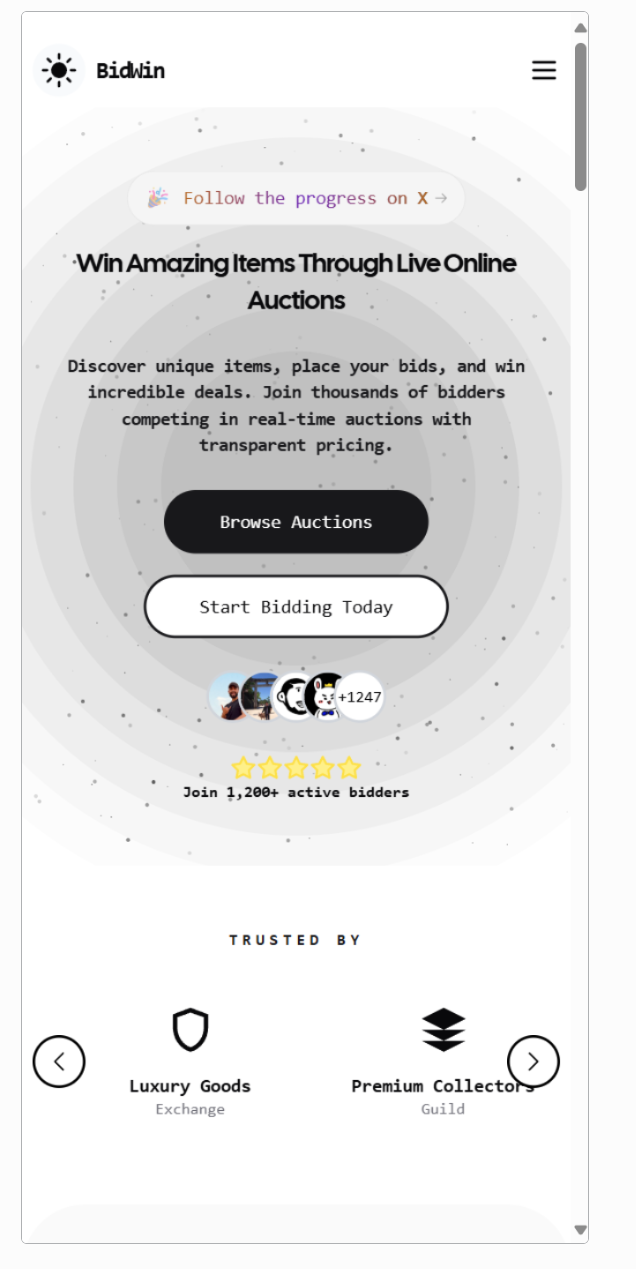 BidWin
🎉 Follow the progress on X →
Win Amazing Items Through Live Online
Auctions
Discover unique items, place your bids, and win
incredible deals. Join thousands of bidders
competing in real-time auctions with
transparent pricing.
Browse Auctions
Start Bidding Today
+1247
Join 1,200+ active bidders
TRUSTED BY
Luxury Goods
Exchange
Premium Collectors
Guild